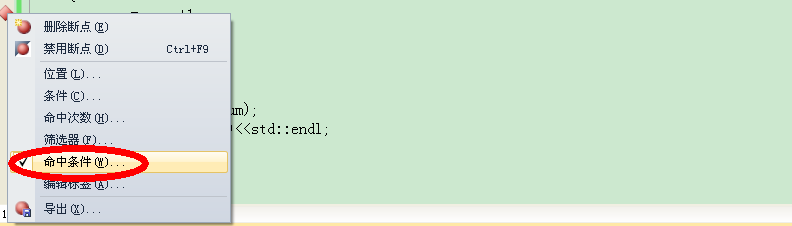 删除断点(E)
禁用断点(D) Ctrl+F9
位置(L)...
条件(C)...
命中次数(H)...
um);
筛选器(F)...
<<std::endl;
命中条件(W)...
编辑标签(A)...
导出(X)...